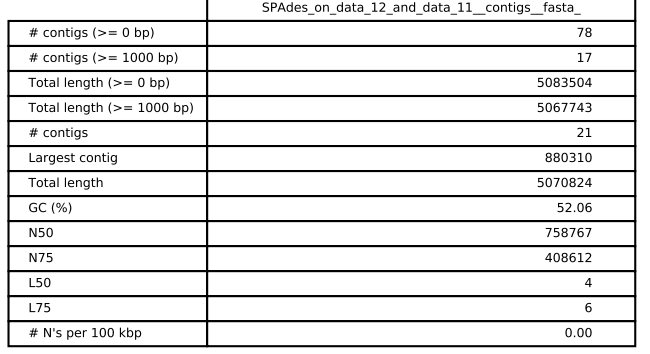 SPAdes_on_data_12_and_data_11__contigs__fasta_
# contigs (>= 0 bp) 78
# contigs (>= 1000 bp) 17
Total length (>= 0 bp) 5083504
Total length (>= 1000 bp) 5067743
# contigs 21
Largest contig 880310
Total length 5070824
GC (%) 52.06
N50 758767
N75 408612
L50 4
L75 6
# N's per 100 kbp 0.00